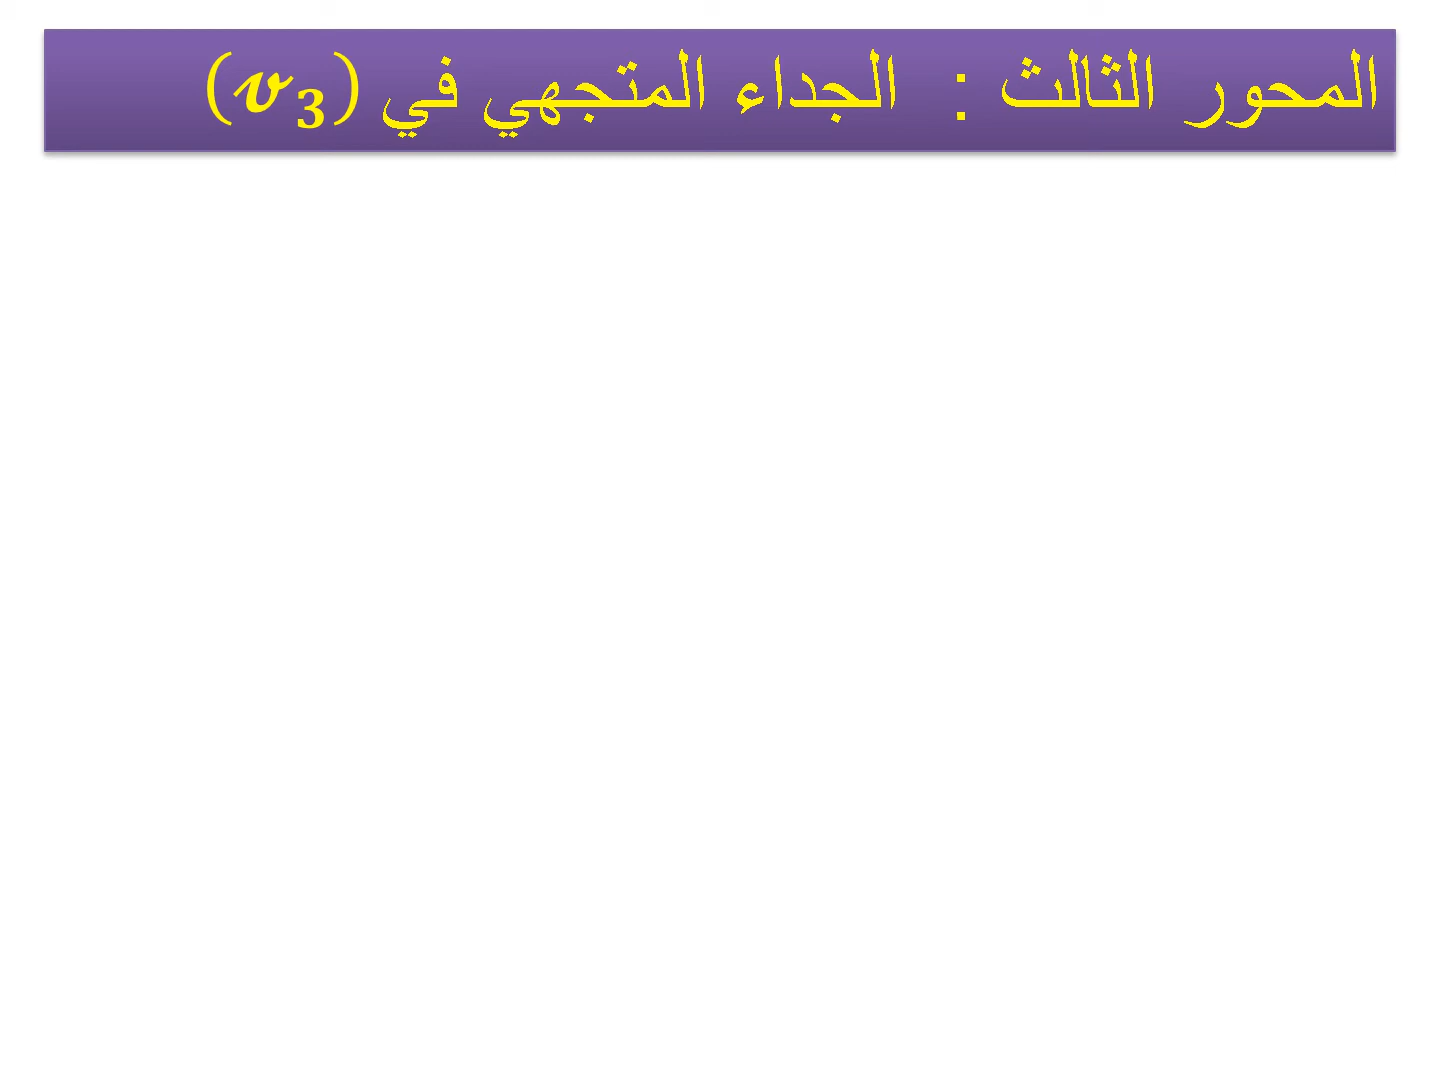 المحور الثالث : الجداء المتجهي في (𝓿₃)